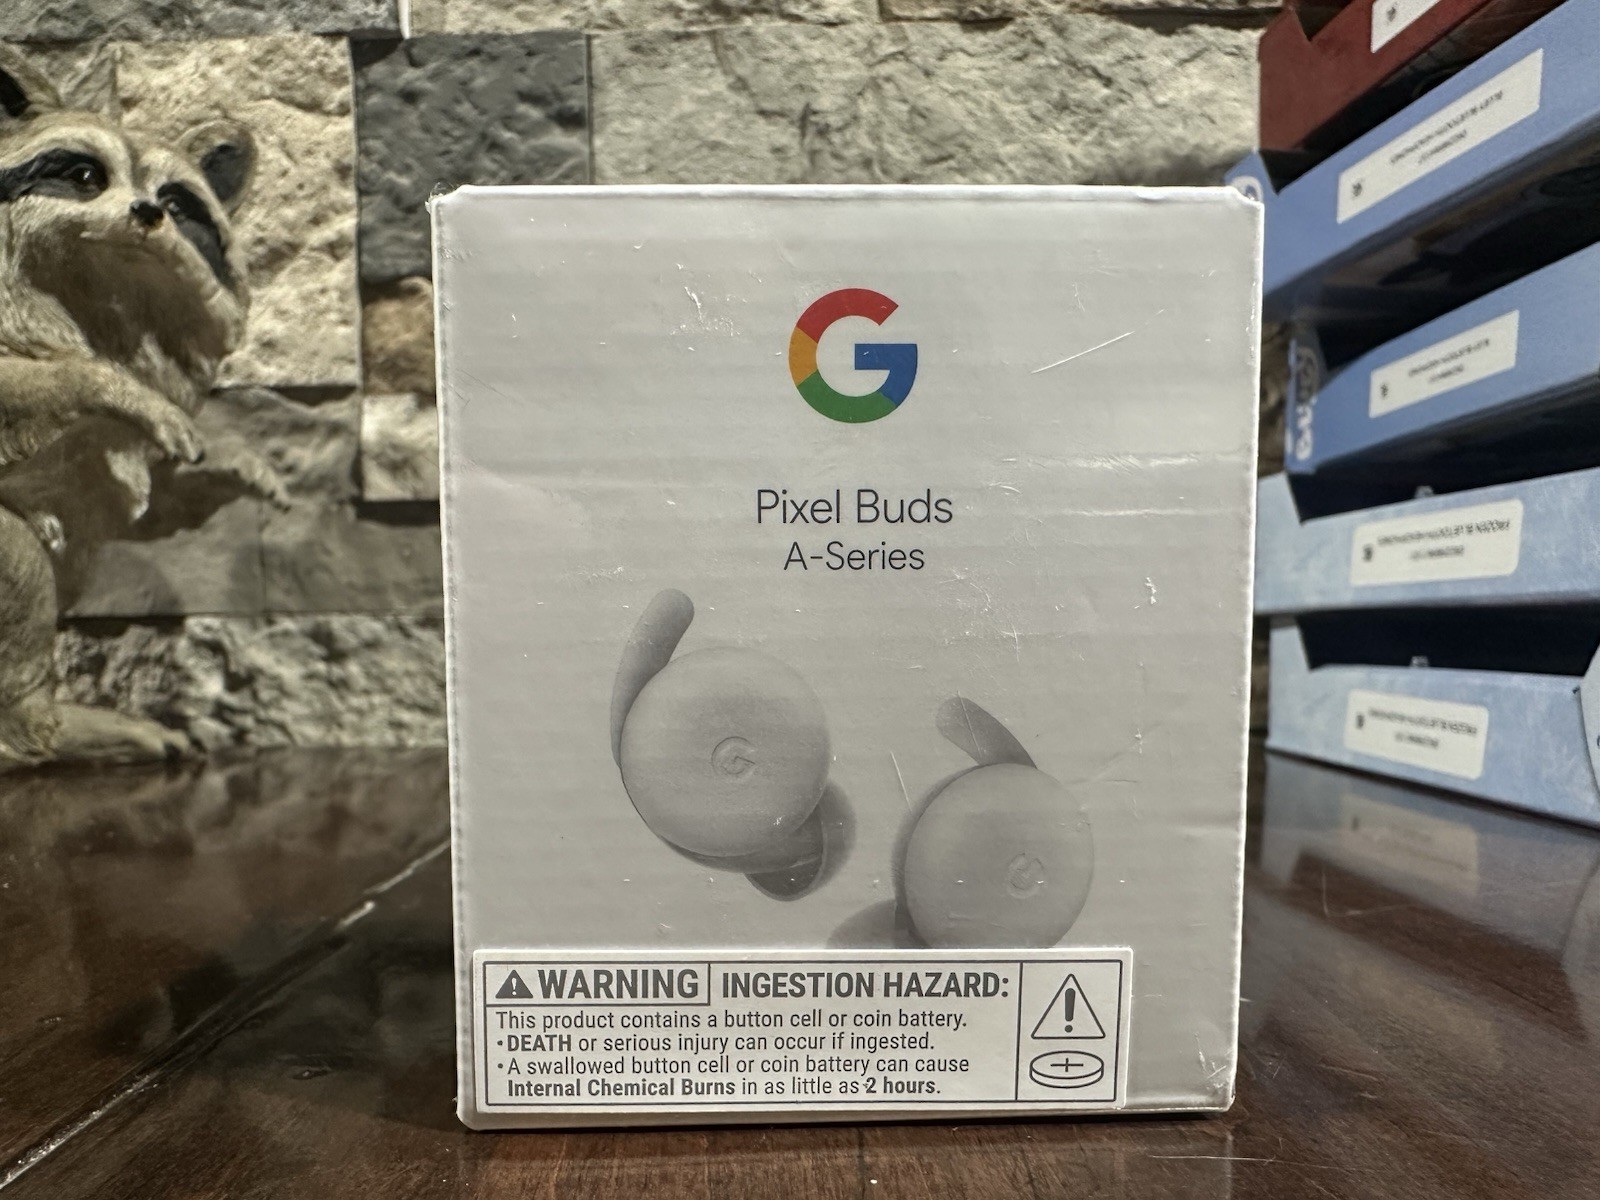 Pixel Buds
A-Series
WARNING INGESTION HAZARD:
This product contains a button cell or coin battery.
•DEATH or serious injury can occur if ingested.
•A swallowed button cell or coin battery can cause
Internal Chemical Burns in as little as 2 hours.